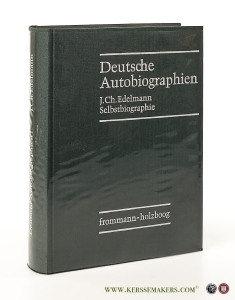 Deutsche
Autobiographien
J.Ch.Edelmann
Selbstbiographie
frommann-holzboog
WWW.KERSSEMAKERS.COM